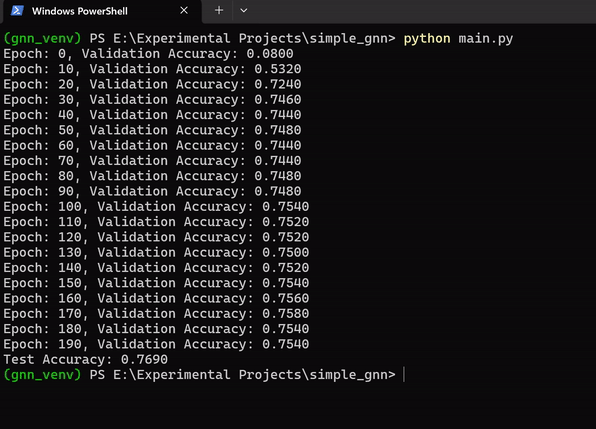 Windows PowerShell
(gnn_venv) PS E:\Experimental Projects\simple_gnn> python main.py
Epoch: 0, Validation Accuracy: 0.0800
Epoch: 10, Validation Accuracy: 0.5320
Epoch: 20, Validation Accuracy: 0.7240
Epoch: 30, Validation Accuracy: 0.7460
Epoch: 40, Validation Accuracy: 0.7440
Epoch: 50, Validation Accuracy: 0.7480
Epoch: 60, Validation Accuracy: 0.7440
Epoch: 70, Validation Accuracy: 0.7440
Epoch: 80, Validation Accuracy: 0.7480
Epoch: 90, Validation Accuracy: 0.7480
Epoch: 100, Validation Accuracy: 0.7540
Epoch: 110, Validation Accuracy: 0.7520
Epoch: 120, Validation Accuracy: 0.7520
Epoch: 130, Validation Accuracy: 0.7500
Epoch: 140, Validation Accuracy: 0.7520
Epoch: 150, Validation Accuracy: 0.7540
Epoch: 160, Validation Accuracy: 0.7560
Epoch: 170, Validation Accuracy: 0.7580
Epoch: 180, Validation Accuracy: 0.7540
Epoch: 190, Validation Accuracy: 0.7540
Test Accuracy: 0.7690
(gnn_venv) PS E:\Experimental Projects\simple_gnn>